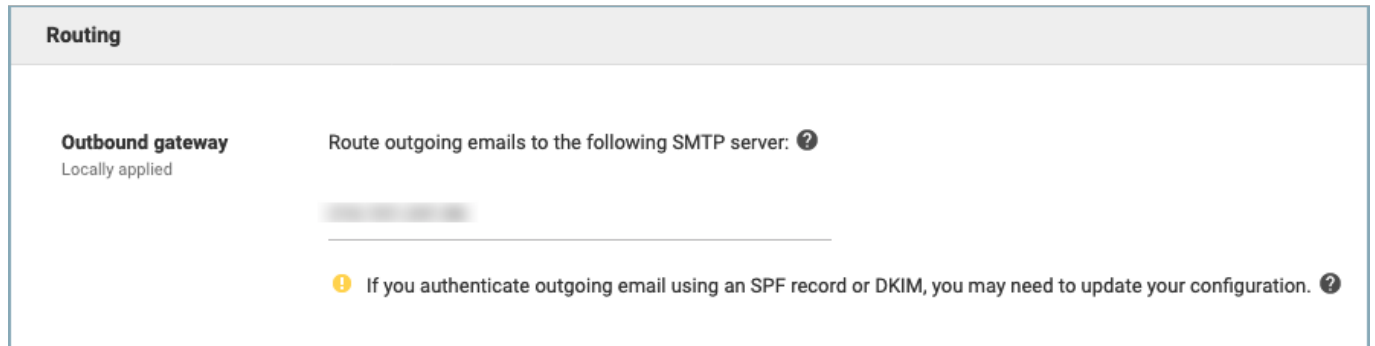 Routing
Outbound gateway
Locally applied
Route outgoing emails to the following SMTP server:
If you authenticate outgoing email using an SPF record or DKIM, you may need to update your configuration.